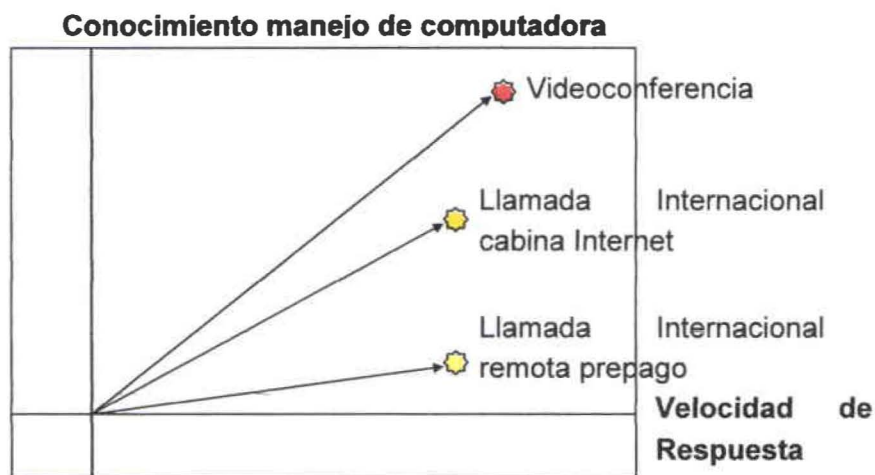 Conocimiento manejo de computadora
Videoconferencia
Llamada Internacional
cabina Internet
Llamada Internacional
remota prepago
Velocidad de
Respuesta